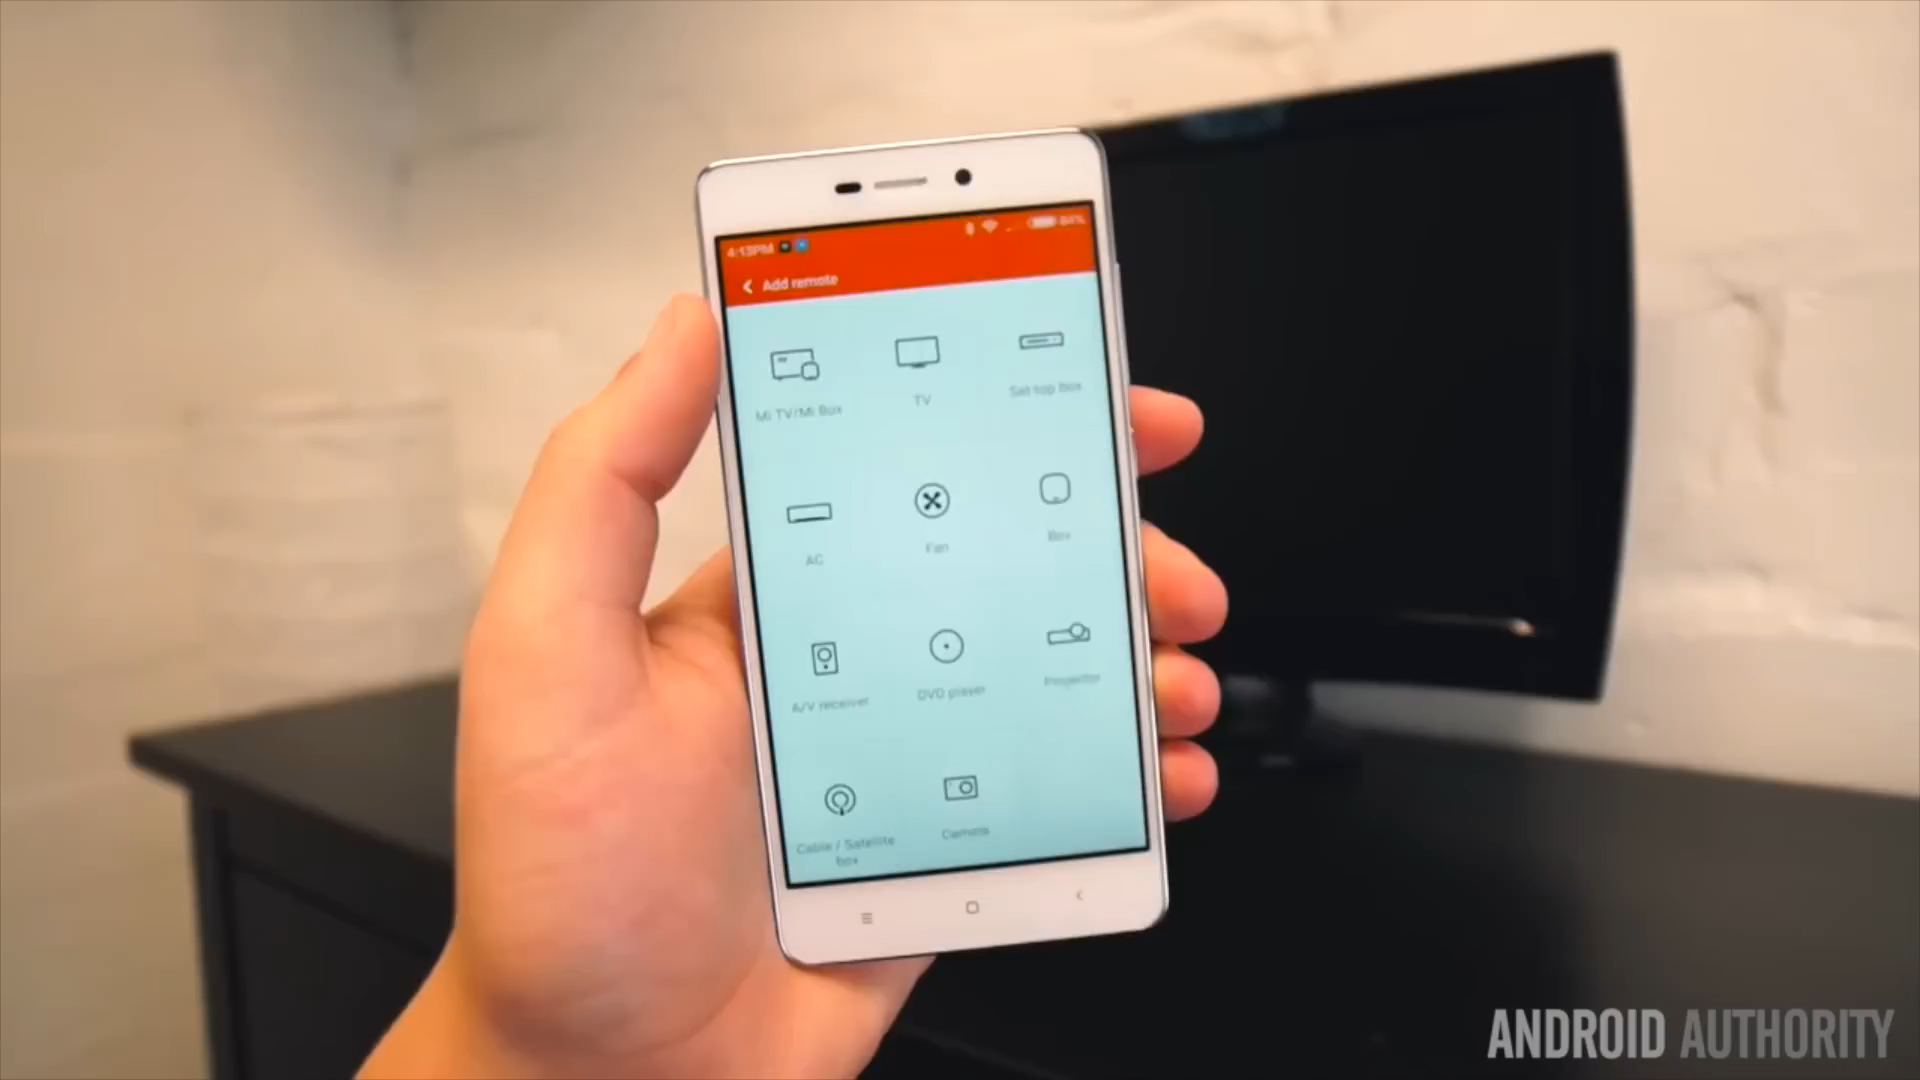 4:13PM 84%
Add remote
Mi TV/Mi Box
TV
Set top box
AC
Fan
Box
A/V receiver
DVD player
Projector
Cable / Satellite
box
Camera
ANDROID AUTHORITY